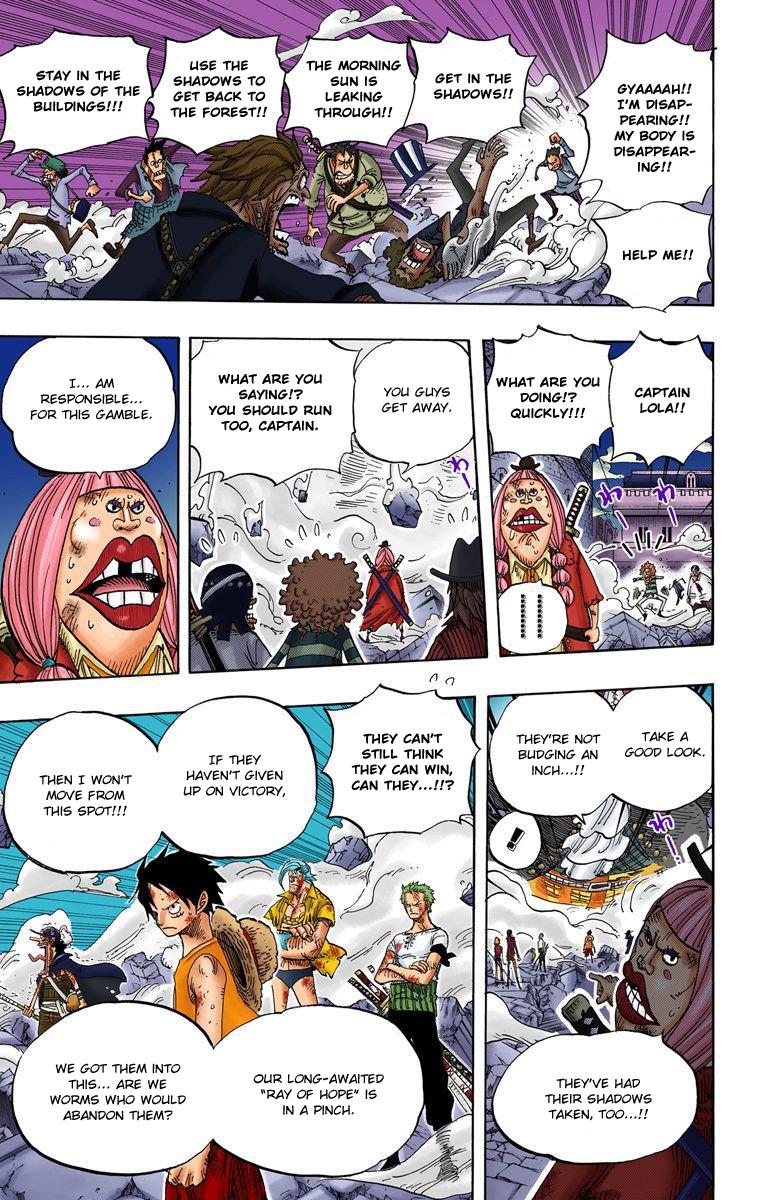 GYAAAAH!!
I'M DISAP-
PEARING!!
MY BODY IS
DISAPPEAR-
ING!!
HELP ME!!
GET IN THE
SHADOWS!!
THE MORNING
SUN IS
LEAKING
THROUGH!!
USE THE
SHADOWS TO
GET BACK TO
THE FOREST!!
STAY IN THE
SHADOWS OF THE
BUILDINGS!!!
CAPTAIN
LOLA!!
WHAT ARE YOU
DOING!?
QUICKLY!!!
!!
YOU GUYS
GET AWAY.
WHAT ARE YOU
SAYING!?
YOU SHOULD RUN
TOO, CAPTAIN.
I... AM
RESPONSIBLE...
FOR THIS GAMBLE.
TAKE A
GOOD LOOK.
THEY'RE NOT
BUDGING AN
INCH...!!
!
THEY'VE HAD
THEIR SHADOWS
TAKEN, TOO...!!
THEY CAN'T
STILL THINK
THEY CAN WIN,
CAN THEY...!!?
IF THEY
HAVEN'T GIVEN
UP ON VICTORY,
THEN I WON'T
MOVE FROM
THIS SPOT!!!
OUR LONG-AWAITED
"RAY OF HOPE" IS
IN A PINCH.
WE GOT THEM INTO
THIS... ARE WE
WORMS WHO WOULD
ABANDON THEM?